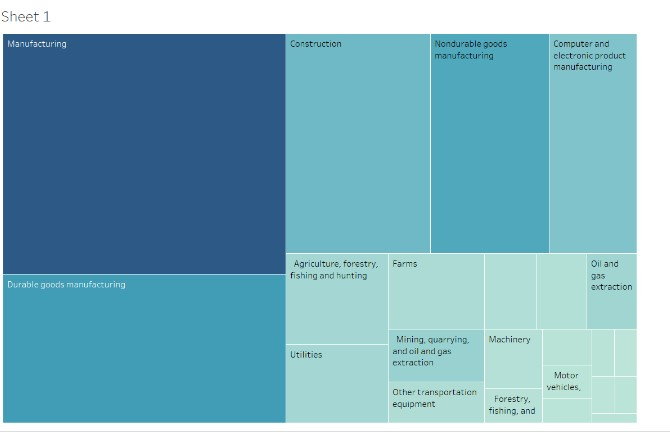 Sheet 1
Manufacturing
Construction
Nondurable goods
manufacturing
Computer and
electronic product
manufacturing
Durable goods manufacturing
Agriculture, forestry,
fishing and hunting
Farms
Oil and
gas
extraction
Utilities
Mining, quarrying,
and oil and gas
extraction
Machinery
Other transportation
equipment
Motor
vehicles,
Forestry,
fishing, and